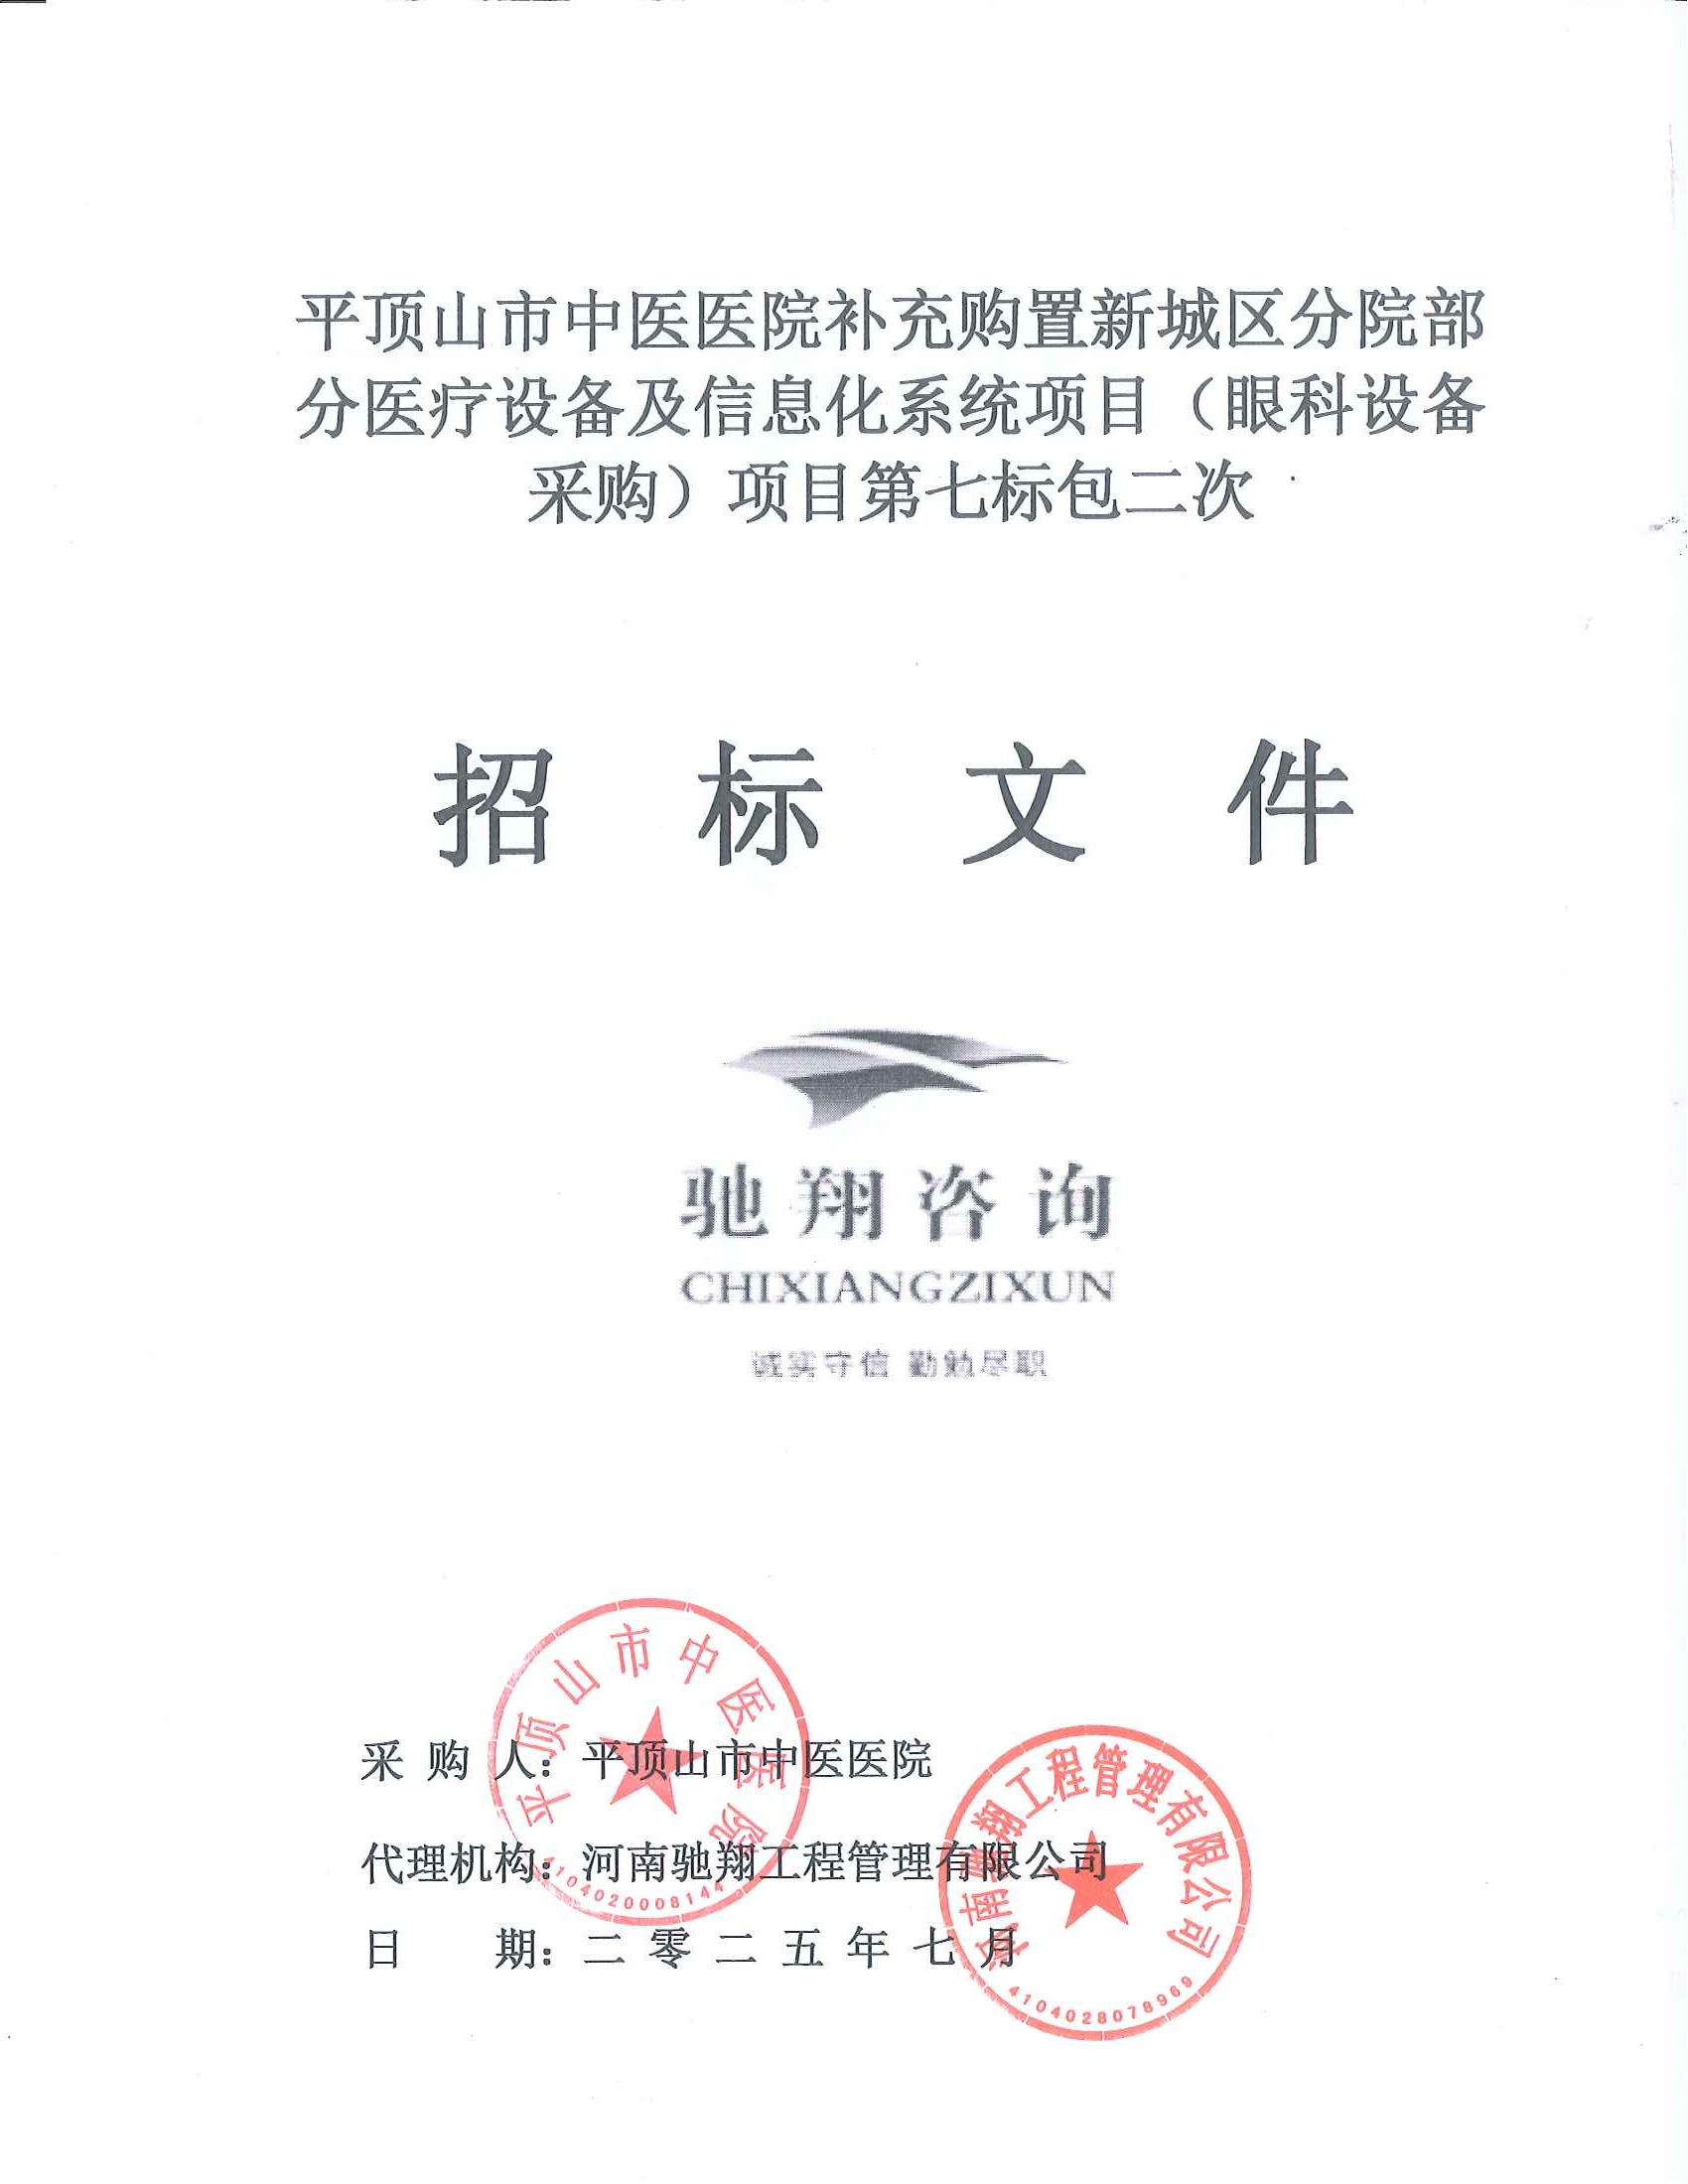 平顶山市中医医院补充购置新城区分院部
分医疗设备及信息化系统项目（眼科设备
采购）项目第七标包二次
招 标 文 件
驰翔咨询
CHIXIANGZIXUN
诚实守信 勤勉尽职
采 购 人：平顶山市中医医院
代理机构：河南驰翔工程管理有限公司
日 期：二 零 二 五 年 七 月
平顶山市中医医院
4104020008144
河南驰翔工程管理有限公司
4104028078969